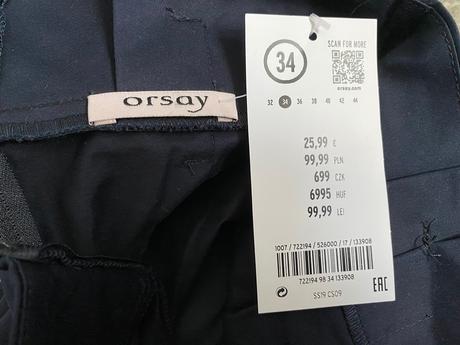 orsay
34
SCAN FOR MORE
orsay.com
32 34 36 38 40 42 44
25,99 €
99,99 PLN
699 CZK
6995 HUF
99,99 LEI
1007 / 722194 / 526000 / 17 / 133908
722194 98 34 133908
SS19 CS09
EAC